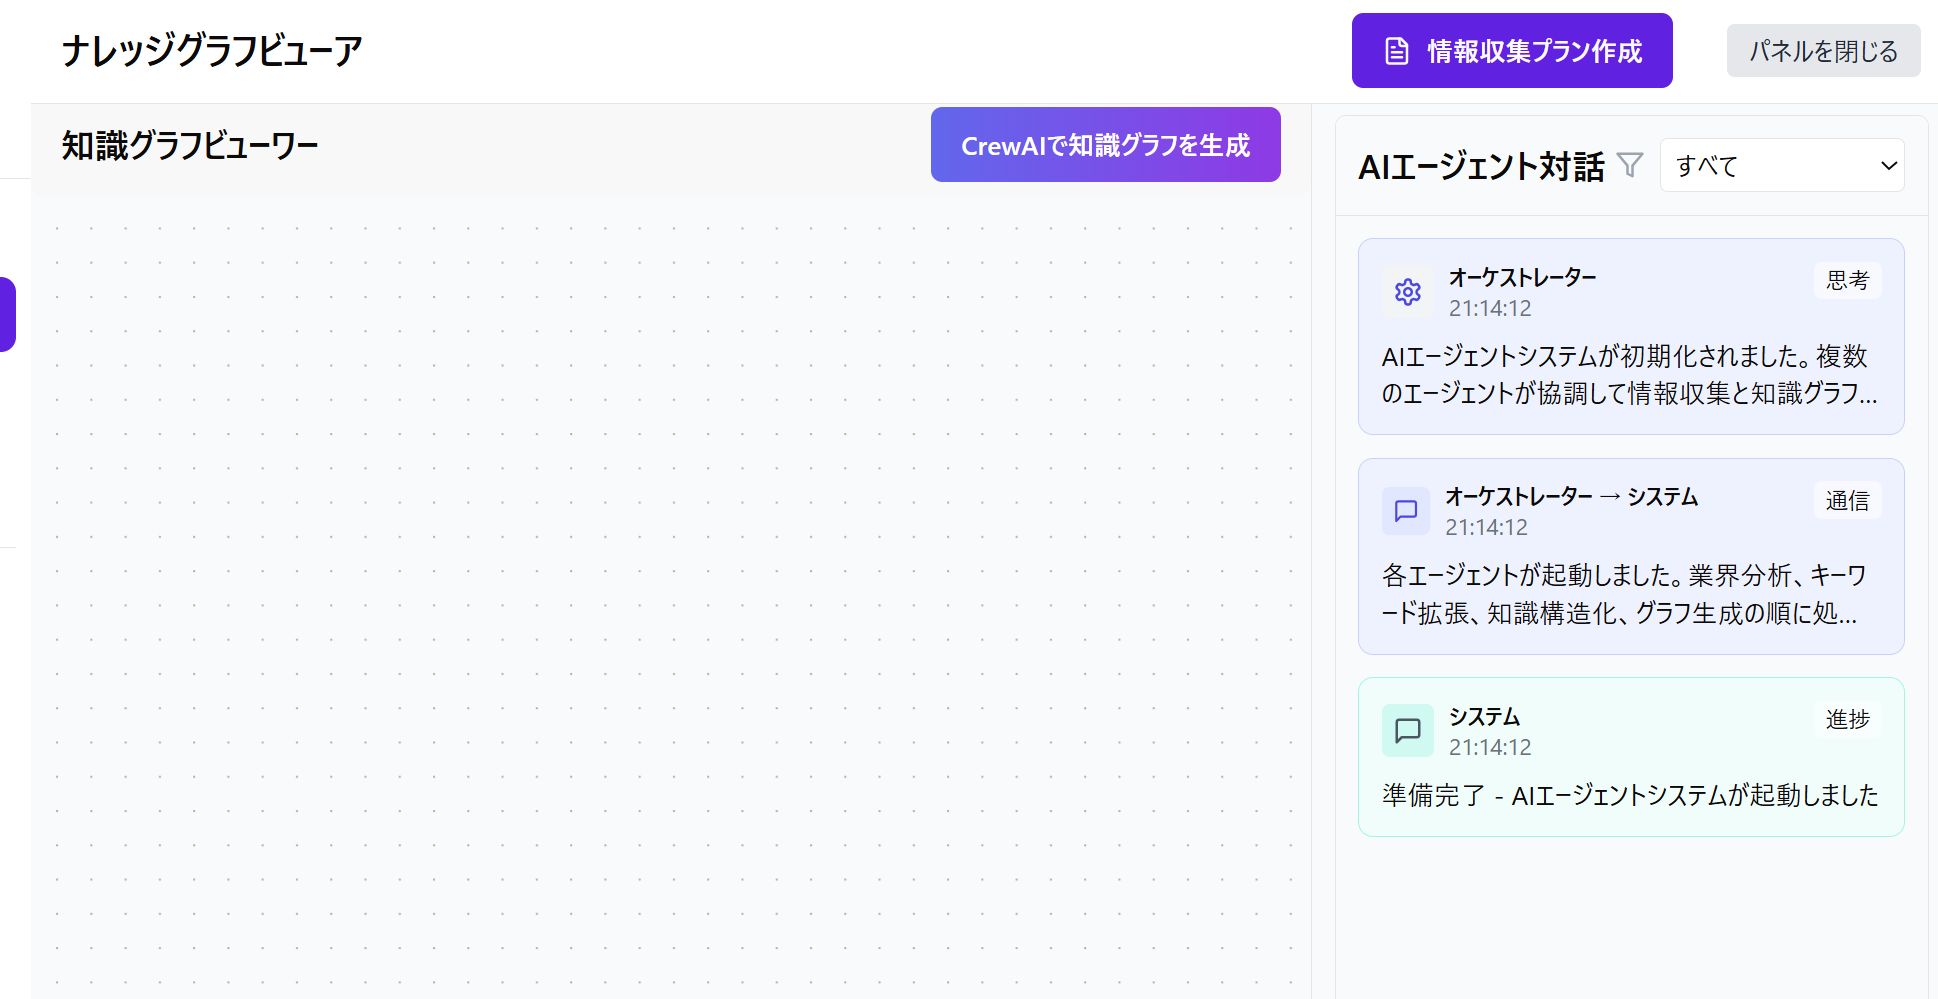 ナレッジグラフビューア
情報収集プラン作成
パネルを閉じる
知識グラフビューワー
CrewAIで知識グラフを生成
AIエージェント対話
すべて
オーケストレーター
思考
21:14:12
AIエージェントシステムが初期化されました。複数
のエージェントが協調して情報収集と知識グラフ...
オーケストレーター → システム
通信
21:14:12
各エージェントが起動しました。業界分析、キーワ
ード拡張、知識構造化、グラフ生成の順に処...
システム
進捗
21:14:12
準備完了 - AIエージェントシステムが起動しました